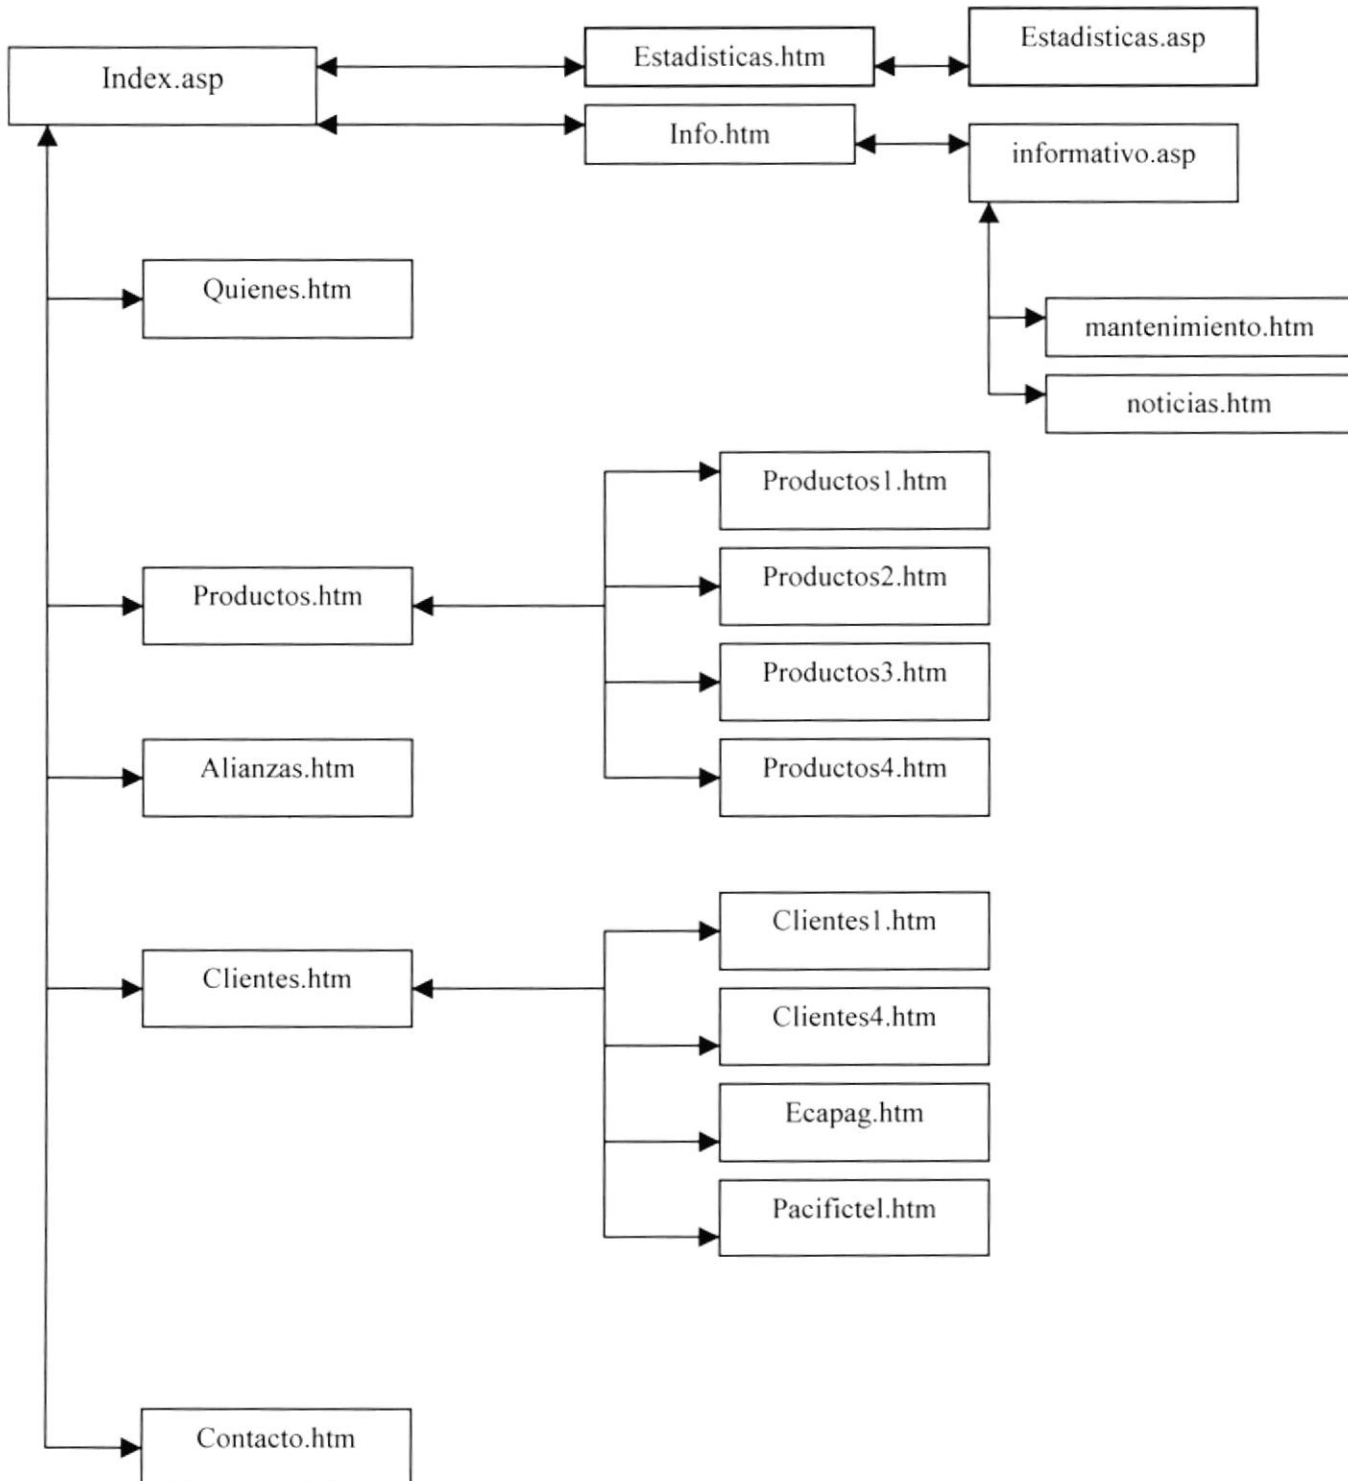 Index.asp
Estadisticas.htm
Estadisticas.asp
Info.htm
informativo.asp
Quienes.htm
mantenimiento.htm
noticias.htm
Productos1.htm
Productos2.htm
Productos.htm
Productos3.htm
Alianzas.htm
Productos4.htm
Clientes1.htm
Clientes.htm
Clientes4.htm
Ecapag.htm
Pacifictel.htm
Contacto.htm